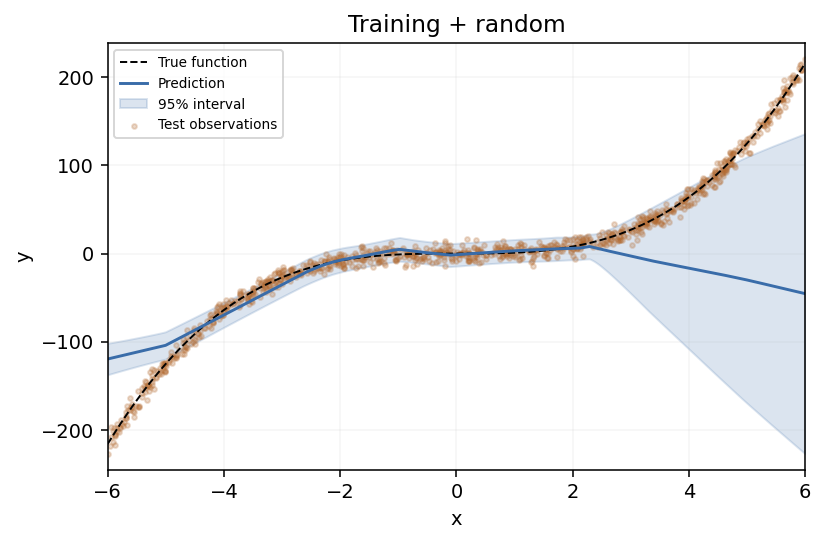 Training + random
True function
Prediction
95% interval
Test observations
y
200
100
0
−100
−200
−6 −4 −2 0 2 4 6
x